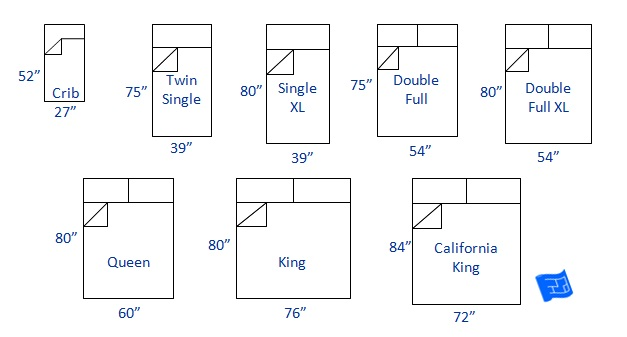 52”
Crib
27”
75”
Twin
Single
39”
80”
Single
XL
39”
75”
Double
Full
54”
80”
Double
Full XL
54”
80”
Queen
60”
80”
King
76”
84”
California
King
72”